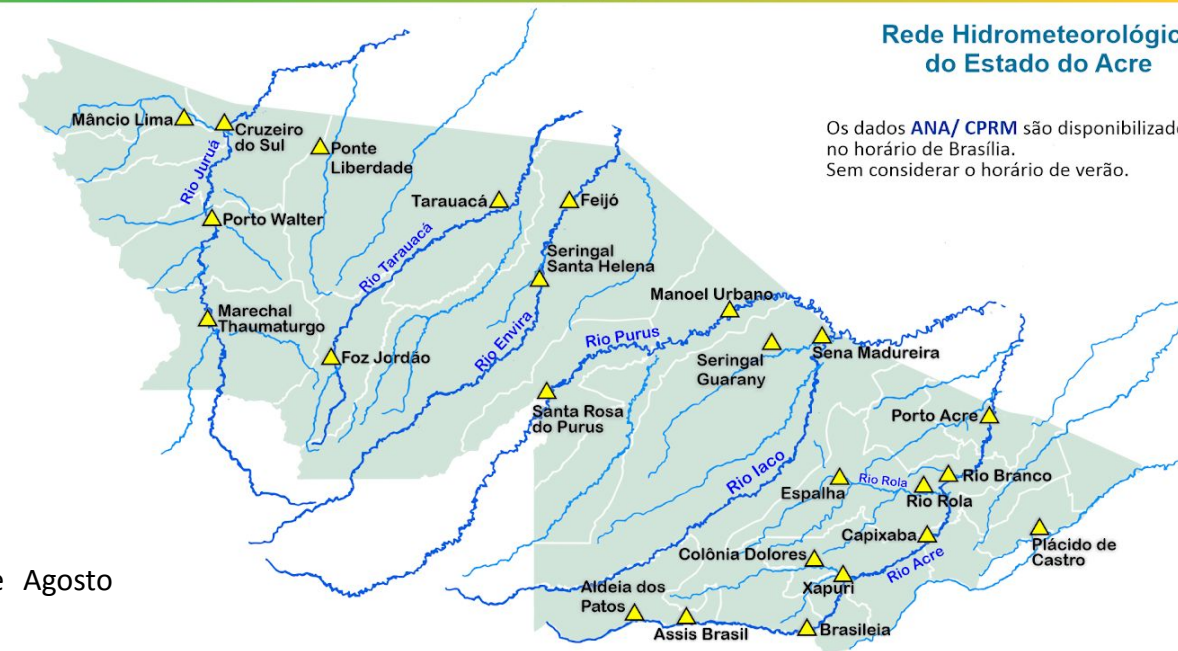 Rede Hidrometeorológic
do Estado do Acre
Os dados ANA/ CPRM são disponibilizad
no horário de Brasília.
Sem considerar o horário de verão.
Mâncio Lima
Cruzeiro
do Sul
Ponte
Liberdade
Rio Juruá
Tarauacá
Feijó
Porto Walter
Rio Tarauacá
Seringal
Santa Helena
Manoel Urbano
Marechal
Thaumaturgo
Rio Envira
Rio Purus
Foz Jordão
Seringal
Guarany
Sena Madureira
Santa Rosa
do Purus
Porto Acre
Rio Iaco
Espalha
Rio Rola
Rio Branco
Rio Rola
Capixaba
Plácido de
Castro
Colônia Dolores
Rio Acre
Xapuri
e Agosto
Aldeia dos
Patos
Assis Brasil
Brasileia